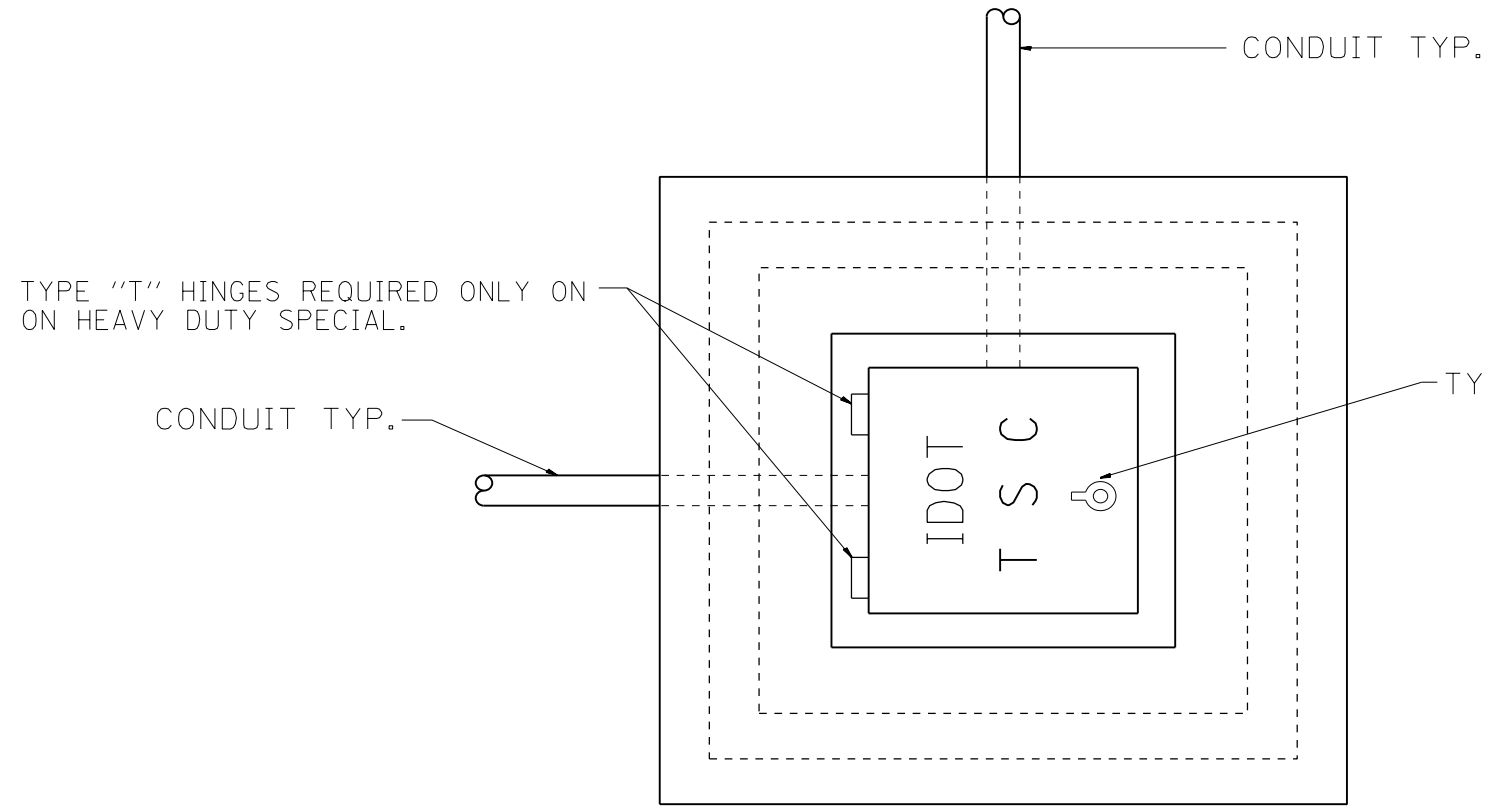 CONDUIT TYP.
TYPE "T" HINGES REQUIRED ONLY ON
ON HEAVY DUTY SPECIAL.
TY
CONDUIT TYP.
IDOT
T S C